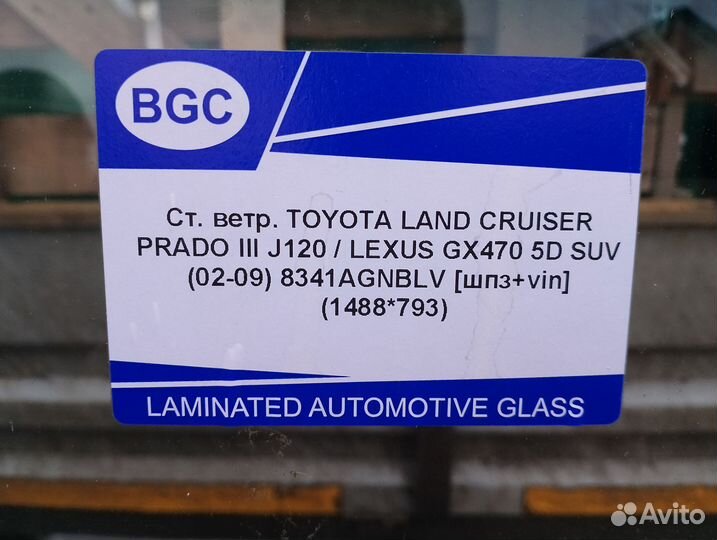 BGC
Ст. ветр. TOYOTA LAND CRUISER
PRADO III J120 / LEXUS GX470 5D SUV
(02-09) 8341AGNBLV [шпз+vin]
(1488*793)
LAMINATED AUTOMOTIVE GLASS
Avito